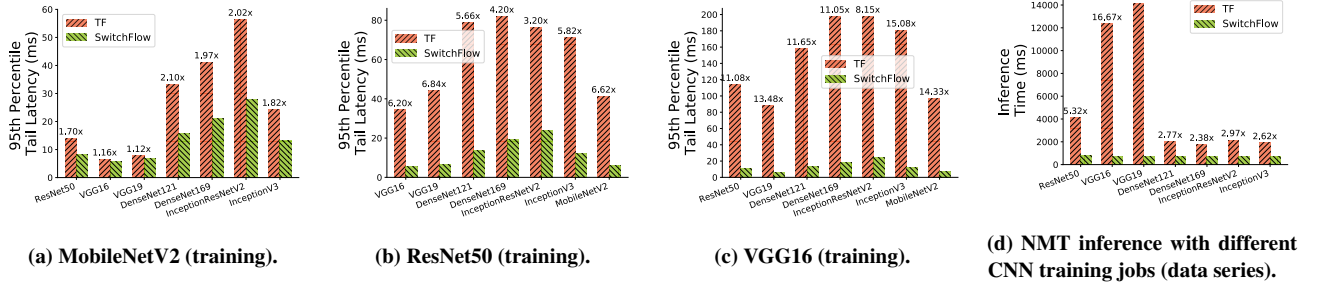 95th Percentile
Tail Latency (ms)
60
50
40
30
20
10
0
TF
SwitchFlow
1.70x
1.16x
1.12x
2.10x
1.97x
2.02x
1.82x
ResNet50
VGG16
VGG19
DenseNet121
DenseNet169
InceptionResNetV2
InceptionV3
(a) MobileNetV2 (training).
95th Percentile
Tail Latency (ms)
80
60
40
20
0
TF
SwitchFlow
6.20x
6.84x
5.66x
4.20x
3.20x
5.82x
6.62x
VGG16
VGG19
DenseNet121
DenseNet169
InceptionResNetV2
InceptionV3
MobileNetV2
(b) ResNet50 (training).
95th Percentile
Tail Latency (ms)
200
180
160
140
120
100
80
60
40
20
0
TF
SwitchFlow
11.08x
13.48x
11.65x
11.05x
8.15x
15.08x
14.33x
ResNet50
VGG19
DenseNet121
DenseNet169
InceptionResNetV2
InceptionV3
MobileNetV2
(c) VGG16 (training).
Inference
Time (ms)
14000
12000
10000
8000
6000
4000
2000
0
TF
SwitchFlow
5.32x
16.67x
2.77x
2.38x
2.97x
2.62x
ResNet50
VGG16
VGG19
DenseNet121
DenseNet169
InceptionResNetV2
InceptionV3
(d) NMT inference with different
CNN training jobs (data series).